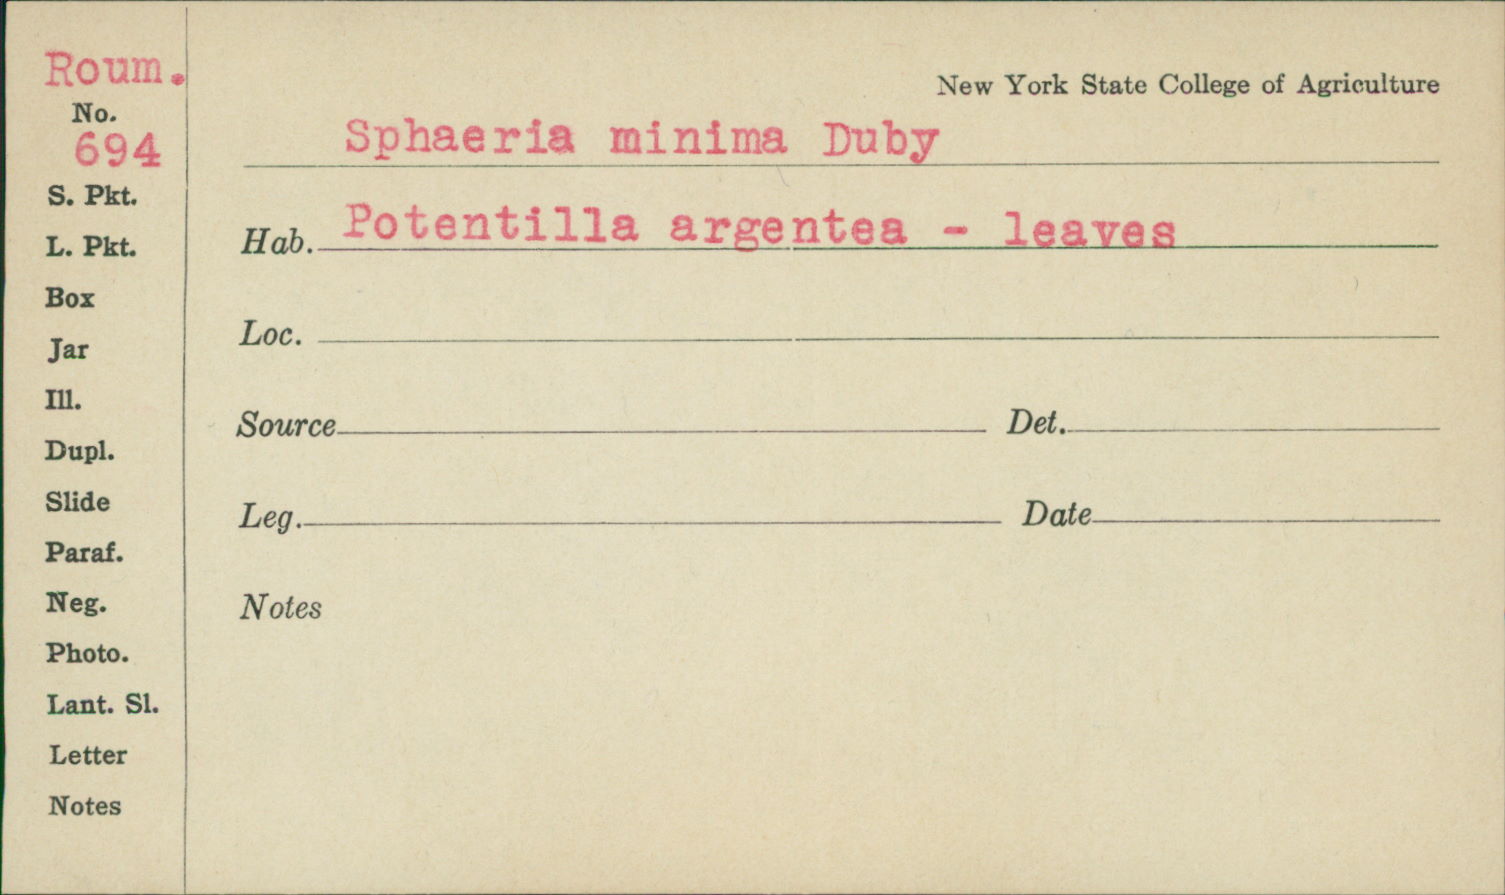 Roum.
No.
694
S. Pkt.
L. Pkt.
Box
Jar
Ill.
Dupl.
Slide
Paraf.
Neg.
Photo.
Lant. Sl.
Letter
Notes
New York State College of Agriculture
Sphaeria minima Duby
Hab. Potentilla argentea - leaves
Loc.
Source Det.
Leg. Date
Notes